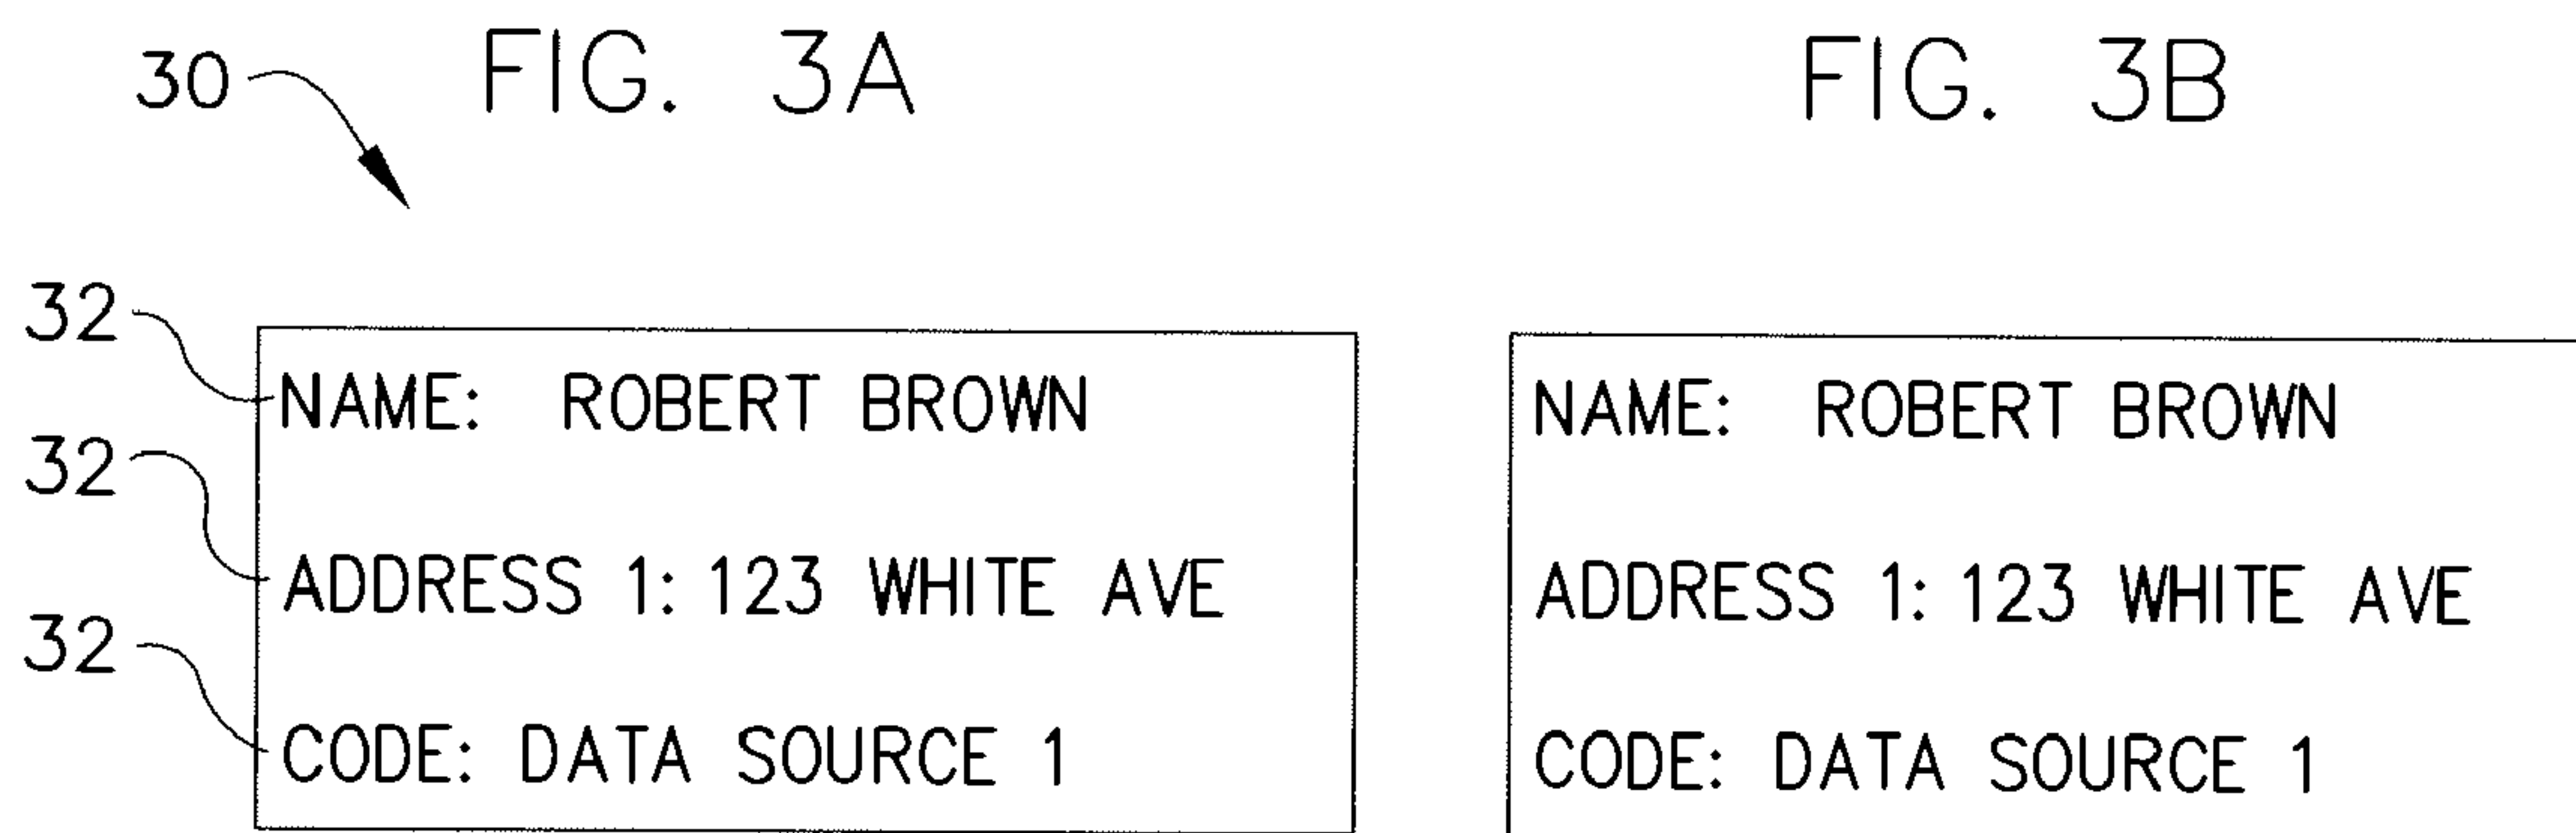 30 FIG. 3A
32
NAME: ROBERT BROWN
32
ADDRESS 1: 123 WHITE AVE
32
CODE: DATA SOURCE 1
FIG. 3B
NAME: ROBERT BROWN
ADDRESS 1: 123 WHITE AVE
CODE: DATA SOURCE 1